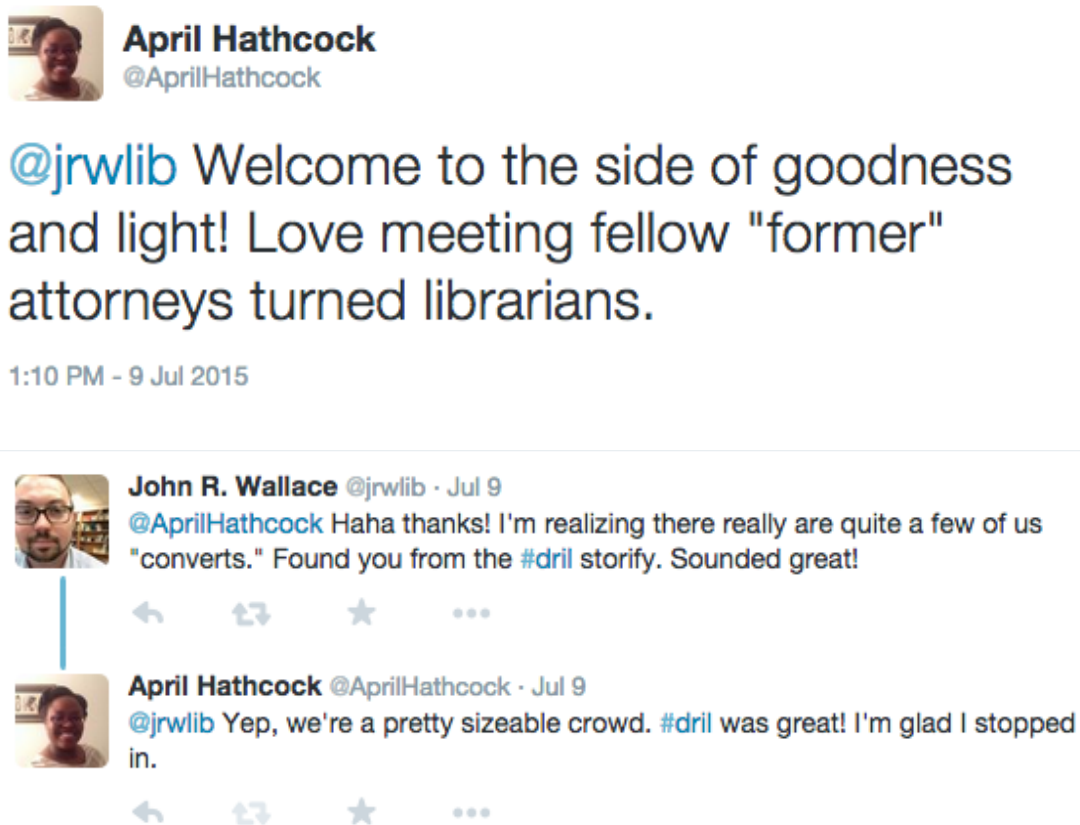 April Hathcock
@AprilHathcock
@jrwlib Welcome to the side of goodness
and light! Love meeting fellow "former"
attorneys turned librarians.
1:10 PM - 9 Jul 2015
John R. Wallace @jrwlib · Jul 9
@AprilHathcock Haha thanks! I'm realizing there really are quite a few of us
"converts." Found you from the #dril storify. Sounded great!
April Hathcock @AprilHathcock · Jul 9
@jrwlib Yep, we're a pretty sizeable crowd. #dril was great! I'm glad I stopped
in.